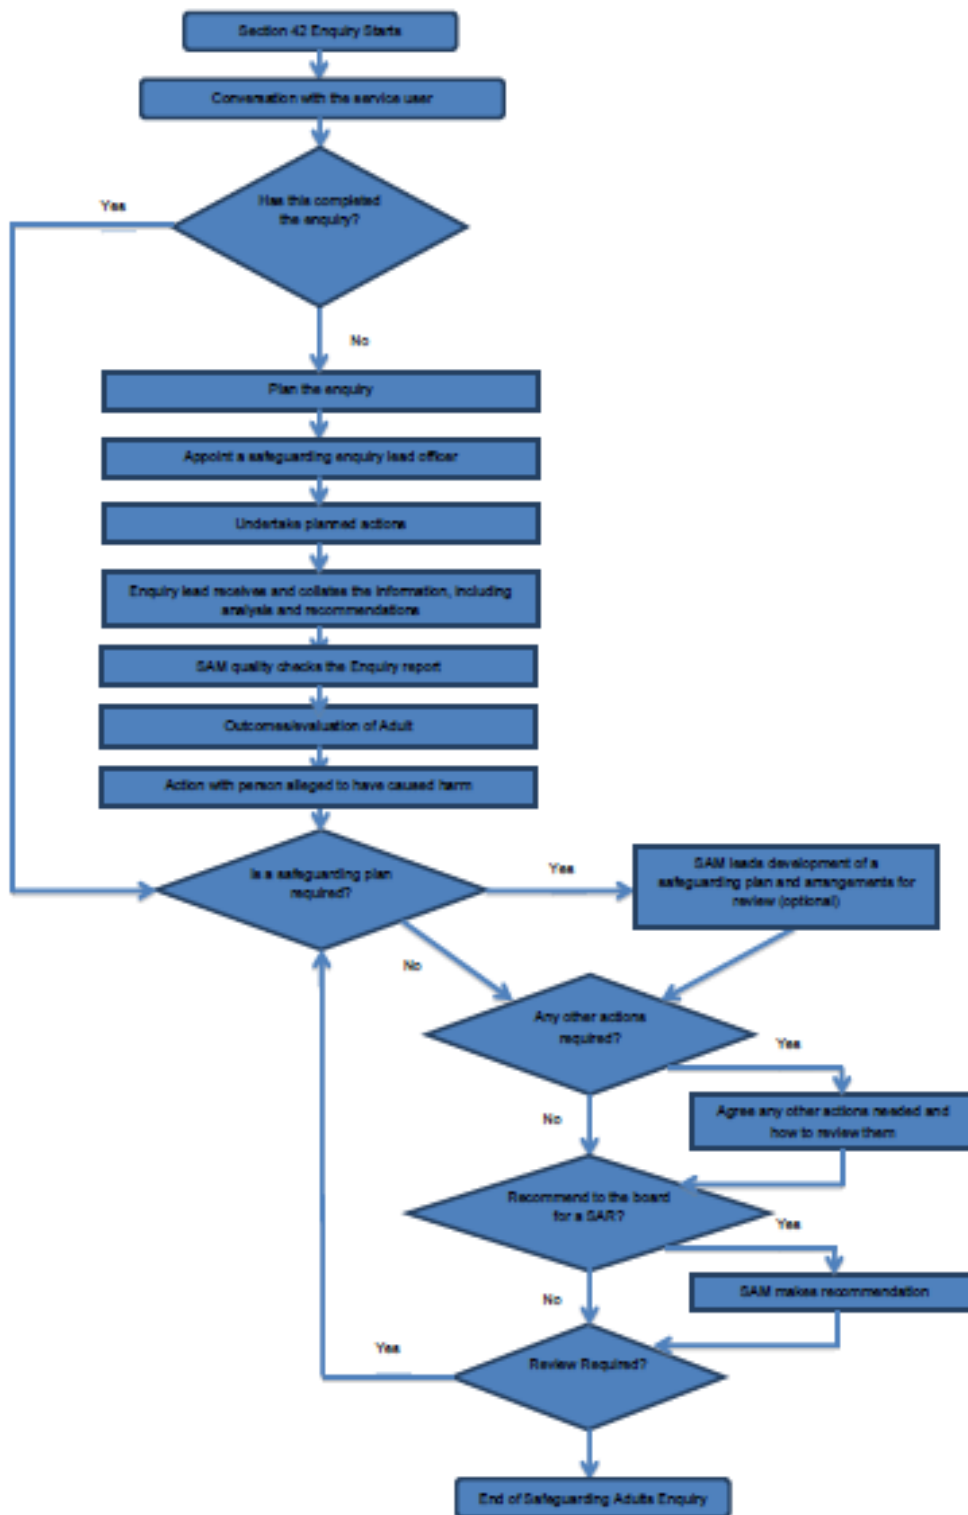 Section 42 Enquiry Starts
Conversation with the service user
Has this completed
the enquiry?
Yes
No
Plan the enquiry
Appoint a safeguarding enquiry lead officer
Undertake planned actions
Enquiry lead receives and collates the information, including
analysis and recommendations
SAM quality checks the Enquiry report
Outcomes/evaluation of Adult
Action with person alleged to have caused harm
Is a safeguarding plan
required?
Yes
SAM leads development of a
safeguarding plan and arrangements for
review (optional)
No
Any other actions
required?
Yes
Agree any other actions needed and
how to review them
No
Recommend to the board
for a SAR?
Yes
SAM makes recommendation
No
Review Required?
Yes
End of Safeguarding Adults Enquiry